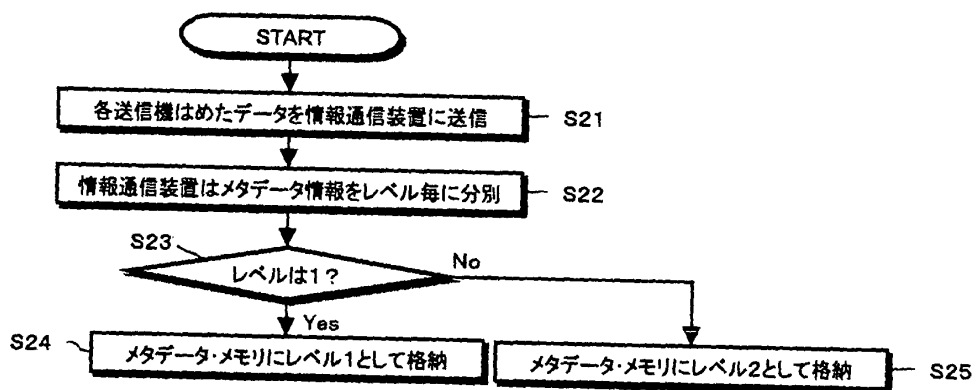 START
各送信機はめたデータを情報通信装置に送信
S21
情報通信装置はメタデータ情報をレベル毎に分別
S22
S23
レベルは1?
No
Yes
S24
メタデータ・メモリにレベル1として格納
メタデータ・メモリにレベル2として格納
S25